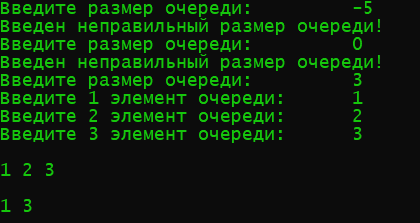 Введите размер очереди: -5
Введен неправильный размер очереди!
Введите размер очереди: 0
Введен неправильный размер очереди!
Введите размер очереди: 3
Введите 1 элемент очереди: 1
Введите 2 элемент очереди: 2
Введите 3 элемент очереди: 3
1 2 3
1 3